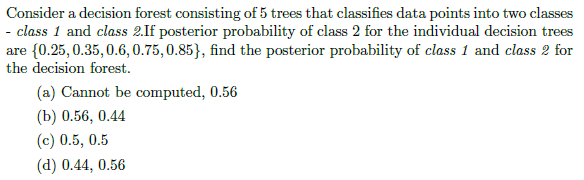 Consider a decision forest consisting of 5 trees that classifies data points into two classes
- class 1 and class 2.If posterior probability of class 2 for the individual decision trees
are {0.25, 0.35, 0.6, 0.75, 0.85}, find the posterior probability of class 1 and class 2 for
the decision forest.
(a) Cannot be computed, 0.56
(b) 0.56, 0.44
(c) 0.5, 0.5
(d) 0.44, 0.56